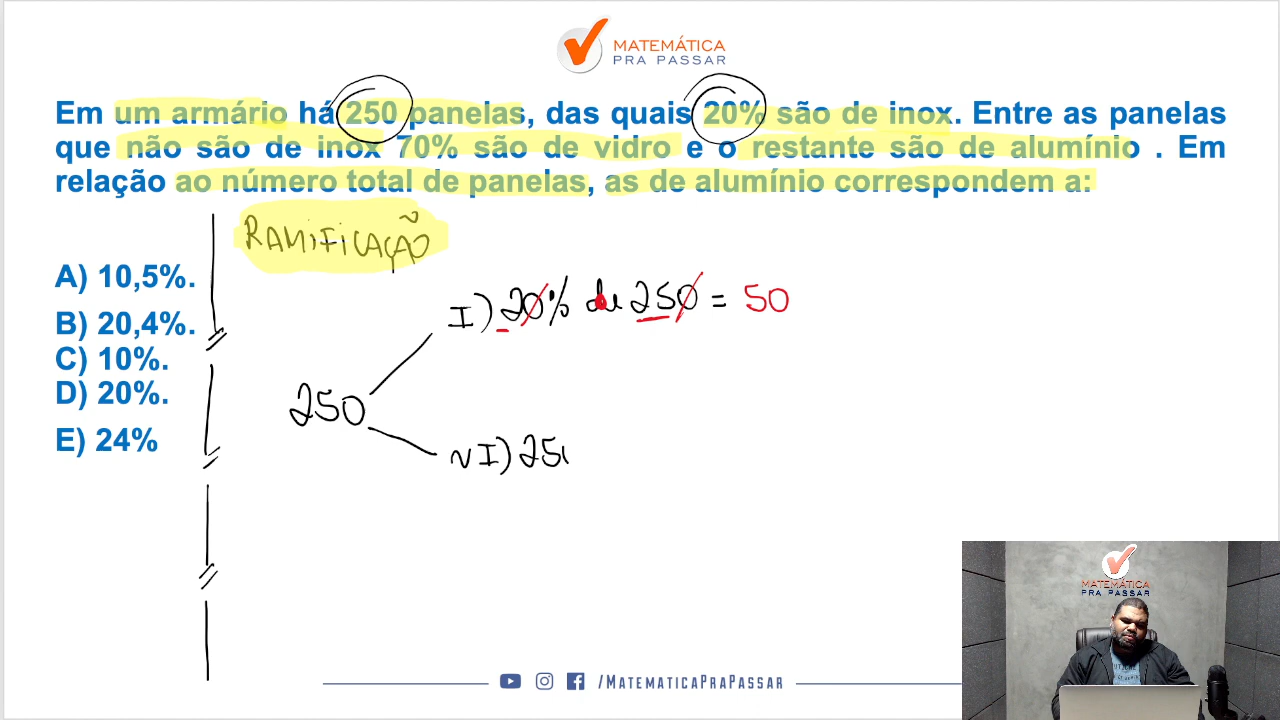 MATEMÁTICA
PRA PASSAR
Em um armário há 250 panelas, das quais 20% são de inox. Entre as panelas
que não são de inox 70% são de vidro e o restante são de alumínio . Em
relação ao número total de panelas, as de alumínio correspondem a:
RAMIFICAÇÃO
A) 10,5%.
I) 20% de 250 = 50
B) 20,4%.
C) 10%.
D) 20%.
250
E) 24%
NI) 25
MATEMÁTICA
PRA PASSAR
/MATEMATICAPRAPASSAR